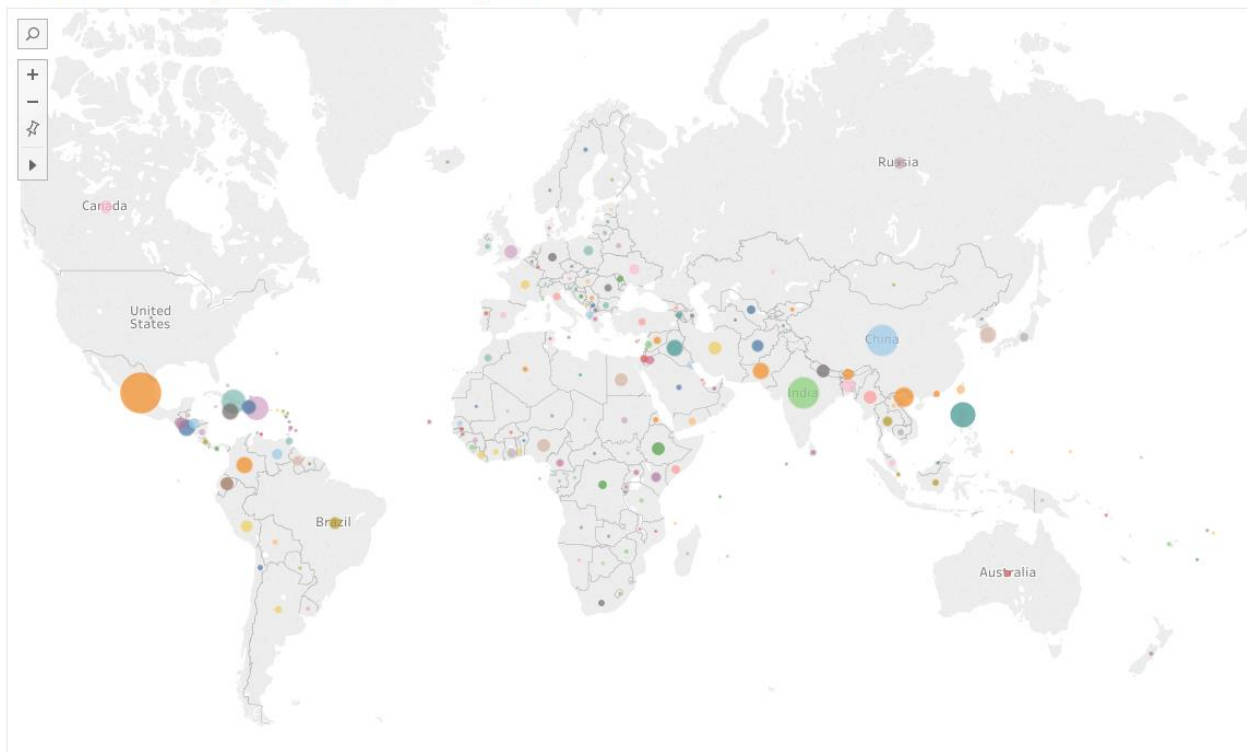 Russia
Canada
United
States
China
India
Brazil
Australia